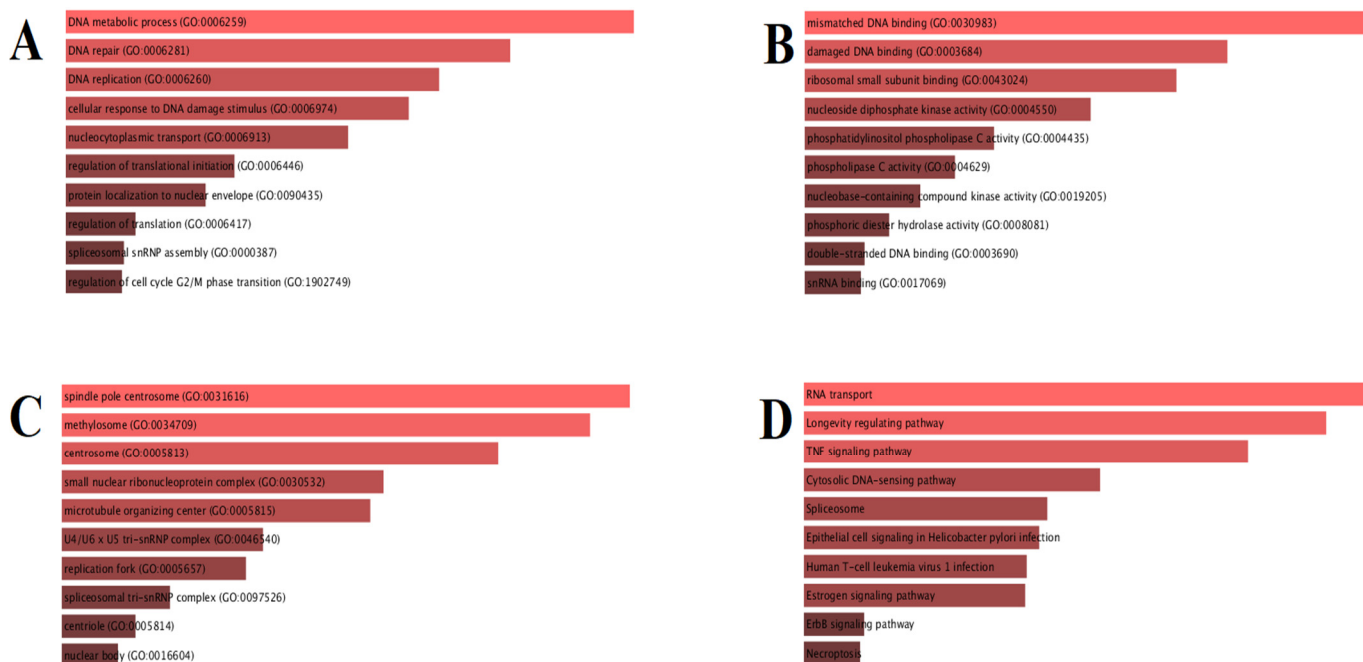 A
DNA metabolic process (GO:0006259)
DNA repair (GO:0006281)
DNA replication (GO:0006260)
cellular response to DNA damage stimulus (GO:0006974)
nucleocytoplasmic transport (GO:0006913)
regulation of translational initiation (GO:0006446)
protein localization to nuclear envelope (GO:0090435)
regulation of translation (GO:0006417)
spliceosomal snRNP assembly (GO:0000387)
regulation of cell cycle G2/M phase transition (GO:1902749)
B
mismatched DNA binding (GO:0030983)
damaged DNA binding (GO:0003684)
ribosomal small subunit binding (GO:0043024)
nucleoside diphosphate kinase activity (GO:0004550)
phosphatidylinositol phospholipase C activity (GO:0004435)
phospholipase C activity (GO:0004629)
nucleobase-containing compound kinase activity (GO:0019205)
phosphoric diester hydrolase activity (GO:0008081)
double-stranded DNA binding (GO:0003690)
snRNA binding (GO:0017069)
C
spindle pole centrosome (GO:0031616)
methylosome (GO:0034709)
centrosome (GO:0005813)
small nuclear ribonucleoprotein complex (GO:0030532)
microtubule organizing center (GO:0005815)
U4/U6 x U5 tri-snRNP complex (GO:0046540)
replication fork (GO:0005657)
spliceosomal tri-snRNP complex (GO:0097526)
centriole (GO:0005814)
nuclear body (GO:0016604)
D
RNA transport
Longevity regulating pathway
TNF signaling pathway
Cytosolic DNA-sensing pathway
Spliceosome
Epithelial cell signaling in Helicobacter pylori infection
Human T-cell leukemia virus 1 infection
Estrogen signaling pathway
ErbB signaling pathway
Necroptosis